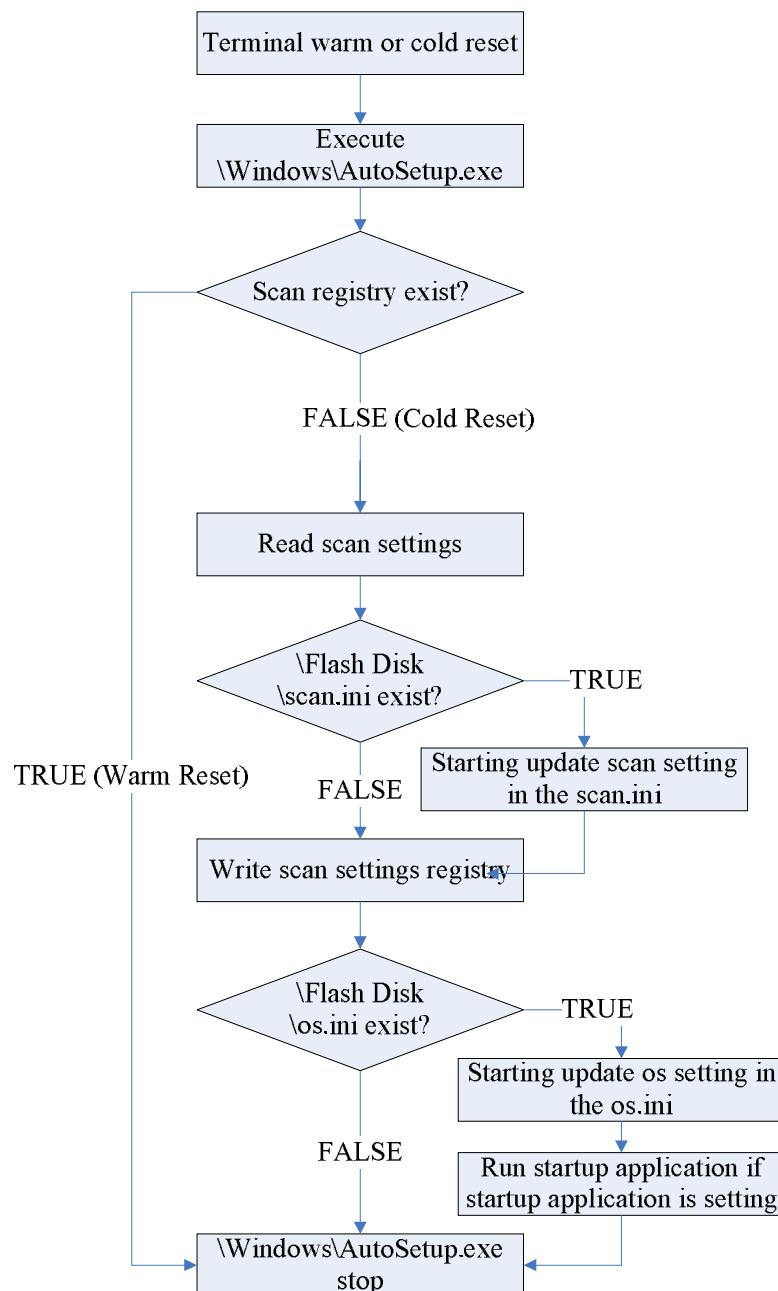 Terminal warm or cold reset
Execute
\Windows\AutoSetup.exe
Scan registry exist?
FALSE (Cold Reset)
Read scan settings
\Flash Disk
\scan.ini exist?
TRUE
Starting update scan setting
in the scan.ini
TRUE (Warm Reset)
FALSE
Write scan settings registry
\Flash Disk
\os.ini exist?
TRUE
Starting update os setting in
the os.ini
FALSE
Run startup application if
startup application is setting
\Windows\AutoSetup.exe
stop